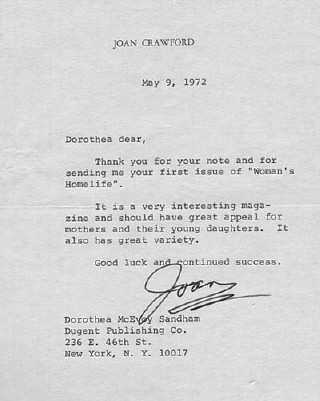 JOAN CRAWFORD
May 9, 1972
Dorothea dear,
Thank you for your note and for
sending me your first issue of "Woman's
Homelife".
It is a very interesting maga-
zine and should have great appeal for
mothers and their young daughters. It
also has great variety.
Good luck and continued success.
Joan
Dorothea McEvoy Sandham
Dugent Publishing Co.
236 E. 46th St.
New York, N. Y. 10017